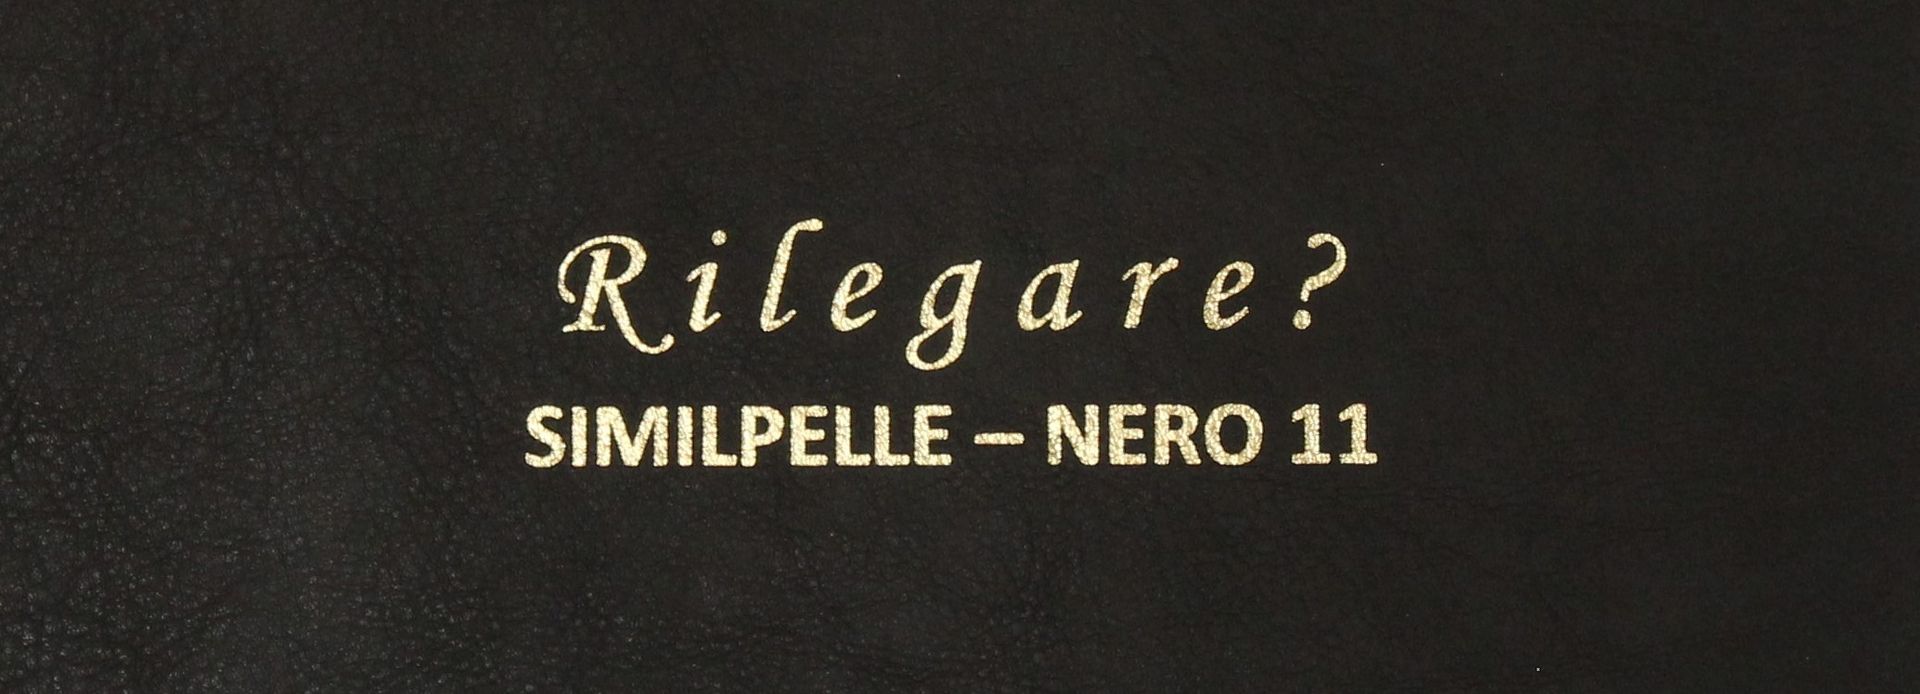 Rilegare?
SIMILPELLE – NERO 11